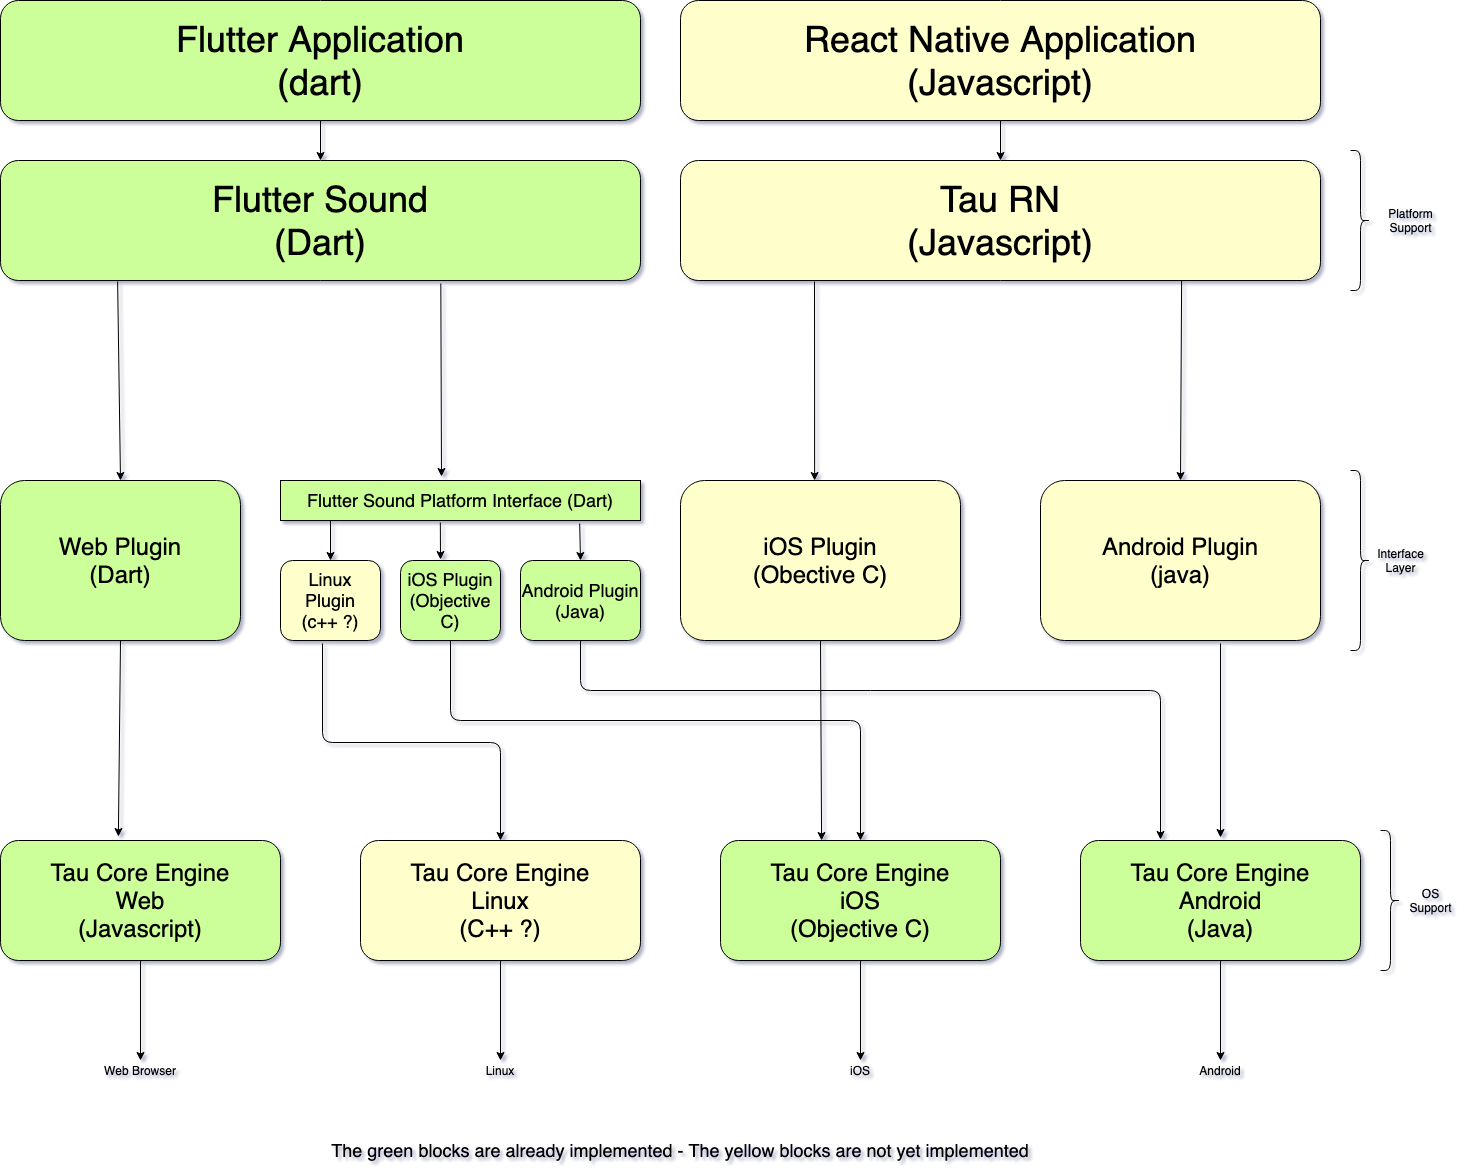 Flutter Application
(dart)
React Native Application
(Javascript)
Flutter Sound
(Dart)
Tau RN
(Javascript)
Platform
Support
Web Plugin
(Dart)
Flutter Sound Platform Interface (Dart)
Linux
Plugin
(c++ ?)
iOS Plugin
(Objective
C)
Android Plugin
(Java)
iOS Plugin
(Obective C)
Android Plugin
(java)
Interface
Layer
Tau Core Engine
Web
(Javascript)
Tau Core Engine
Linux
(C++ ?)
Tau Core Engine
iOS
(Objective C)
Tau Core Engine
Android
(Java)
OS
Support
Web Browser
Linux
iOS
Android
The green blocks are already implemented - The yellow blocks are not yet implemented